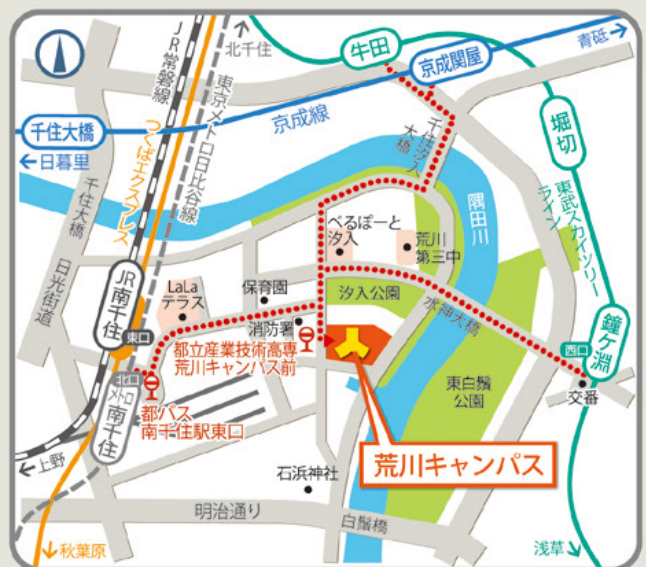 北千住
牛田
青砥
京成関屋
JR常磐線
東京メトロ日比谷線
つくばエクスプレス
千住大橋
京成線
←日暮里
千住汐入
大橋
堀切
東武スカイツリー
ライン
隅田川
千住大橋
日光街道
べるぽーと
汐入
荒川
第三中
LaLa
テラス
保育園
汐入公園
水神大橋
JR南千住
東口
消防署
都立産業技術高専
荒川キャンパス前
鐘ケ淵
西口
交番
東白鬚
公園
北口
メトロ
南千住
都バス
南千住駅東口
荒川キャンパス
←上野
石浜神社
明治通り
白鬚橋
秋葉原
浅草